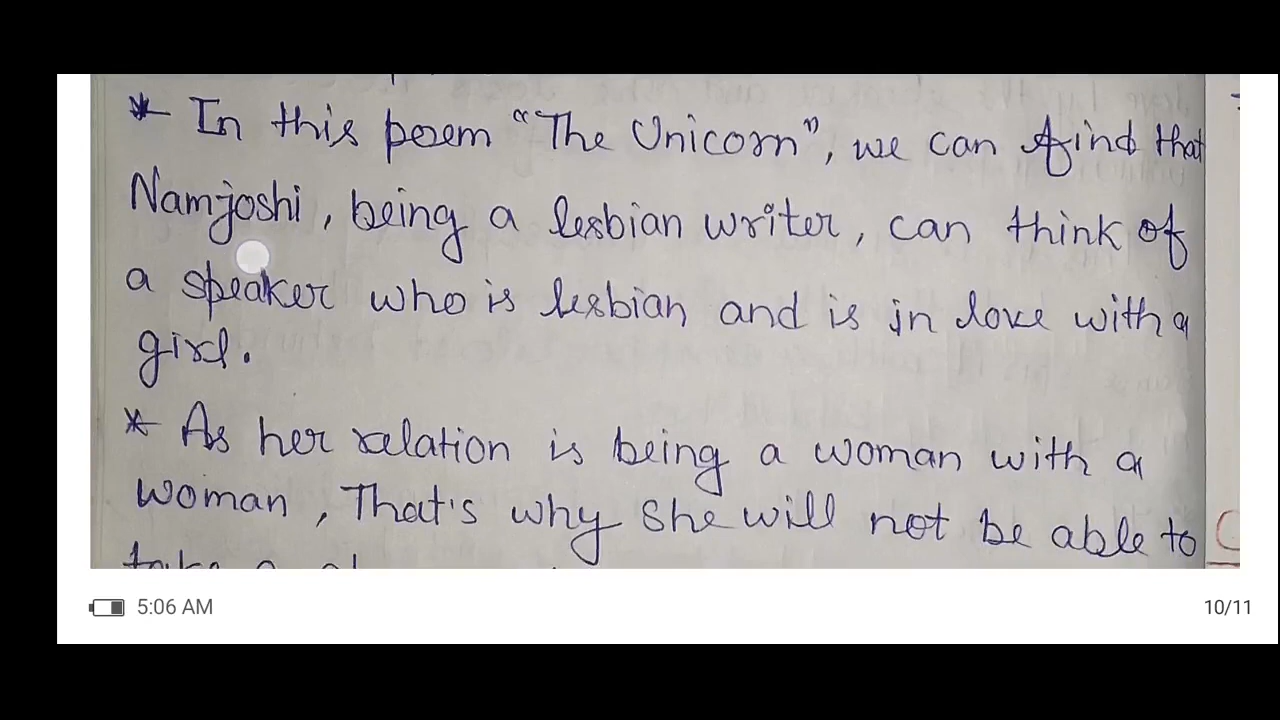 * In this poem "The Unicorn", we can find that
Namjoshi, being a lesbian writer, can think of
a speaker who is lesbian and is in love with a
girl.
* As her relation is being a woman with a
woman, That's why she will not be able to
take a
5:06 AM
10/11